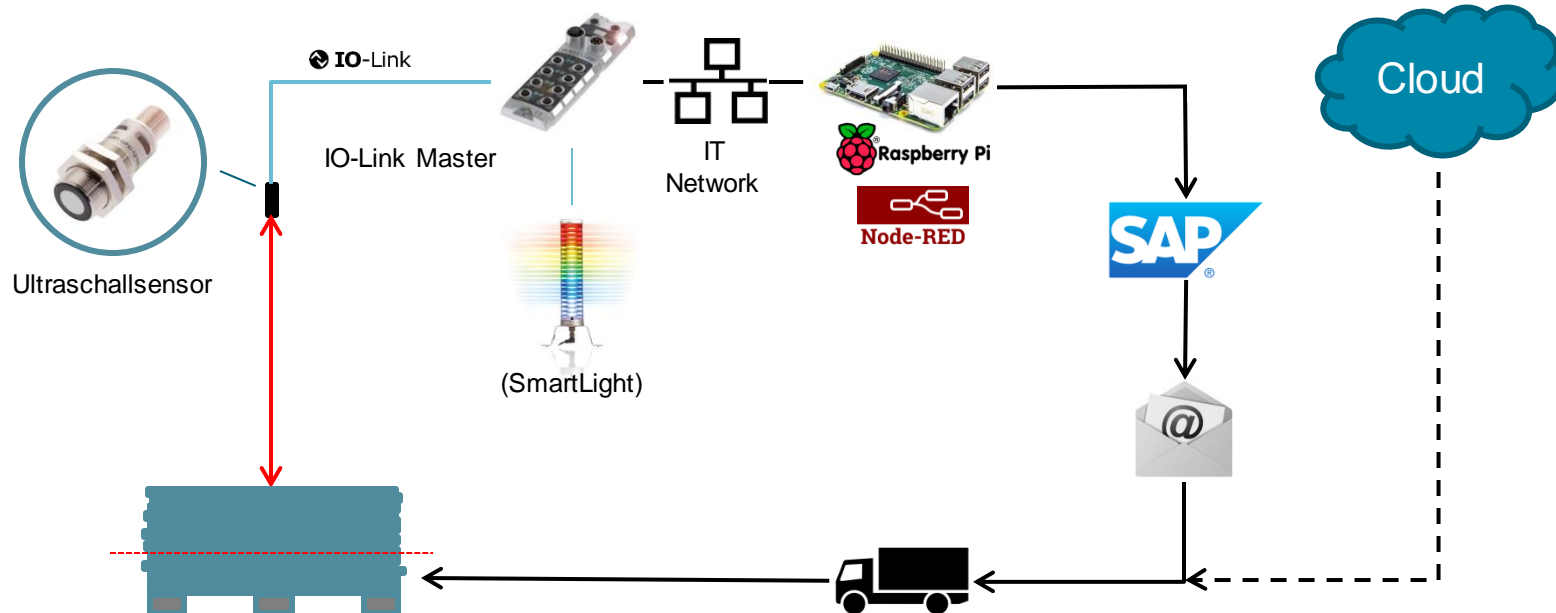 IO-Link
Cloud
IO-Link Master
IT
Network
Raspberry Pi
Node-RED
SAP
®
Ultraschallsensor
(SmartLight)
@